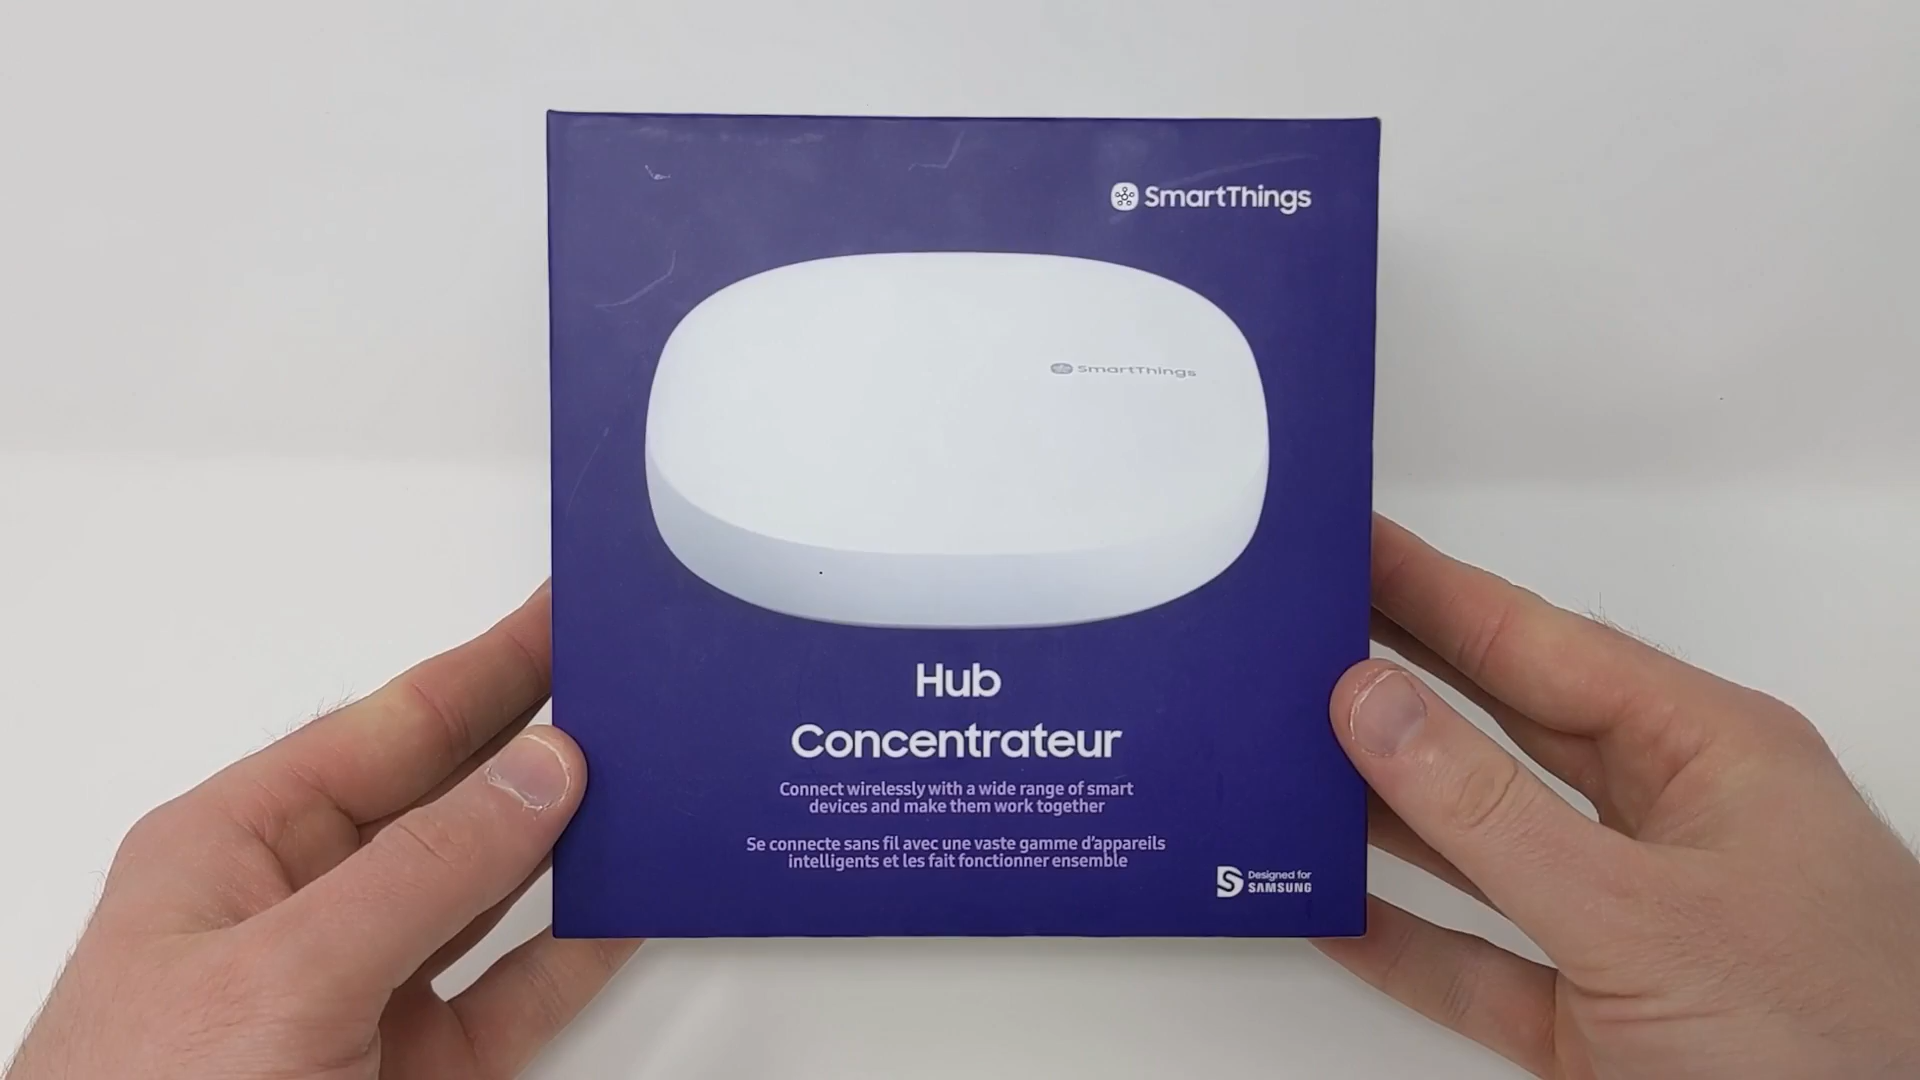 SmartThings
SmartThings
Hub
Concentrateur
Connect wirelessly with a wide range of smart
devices and make them work together
Se connecte sans fil avec une vaste gamme d'appareils
intelligents et les fait fonctionner ensemble
Designed for
SAMSUNG